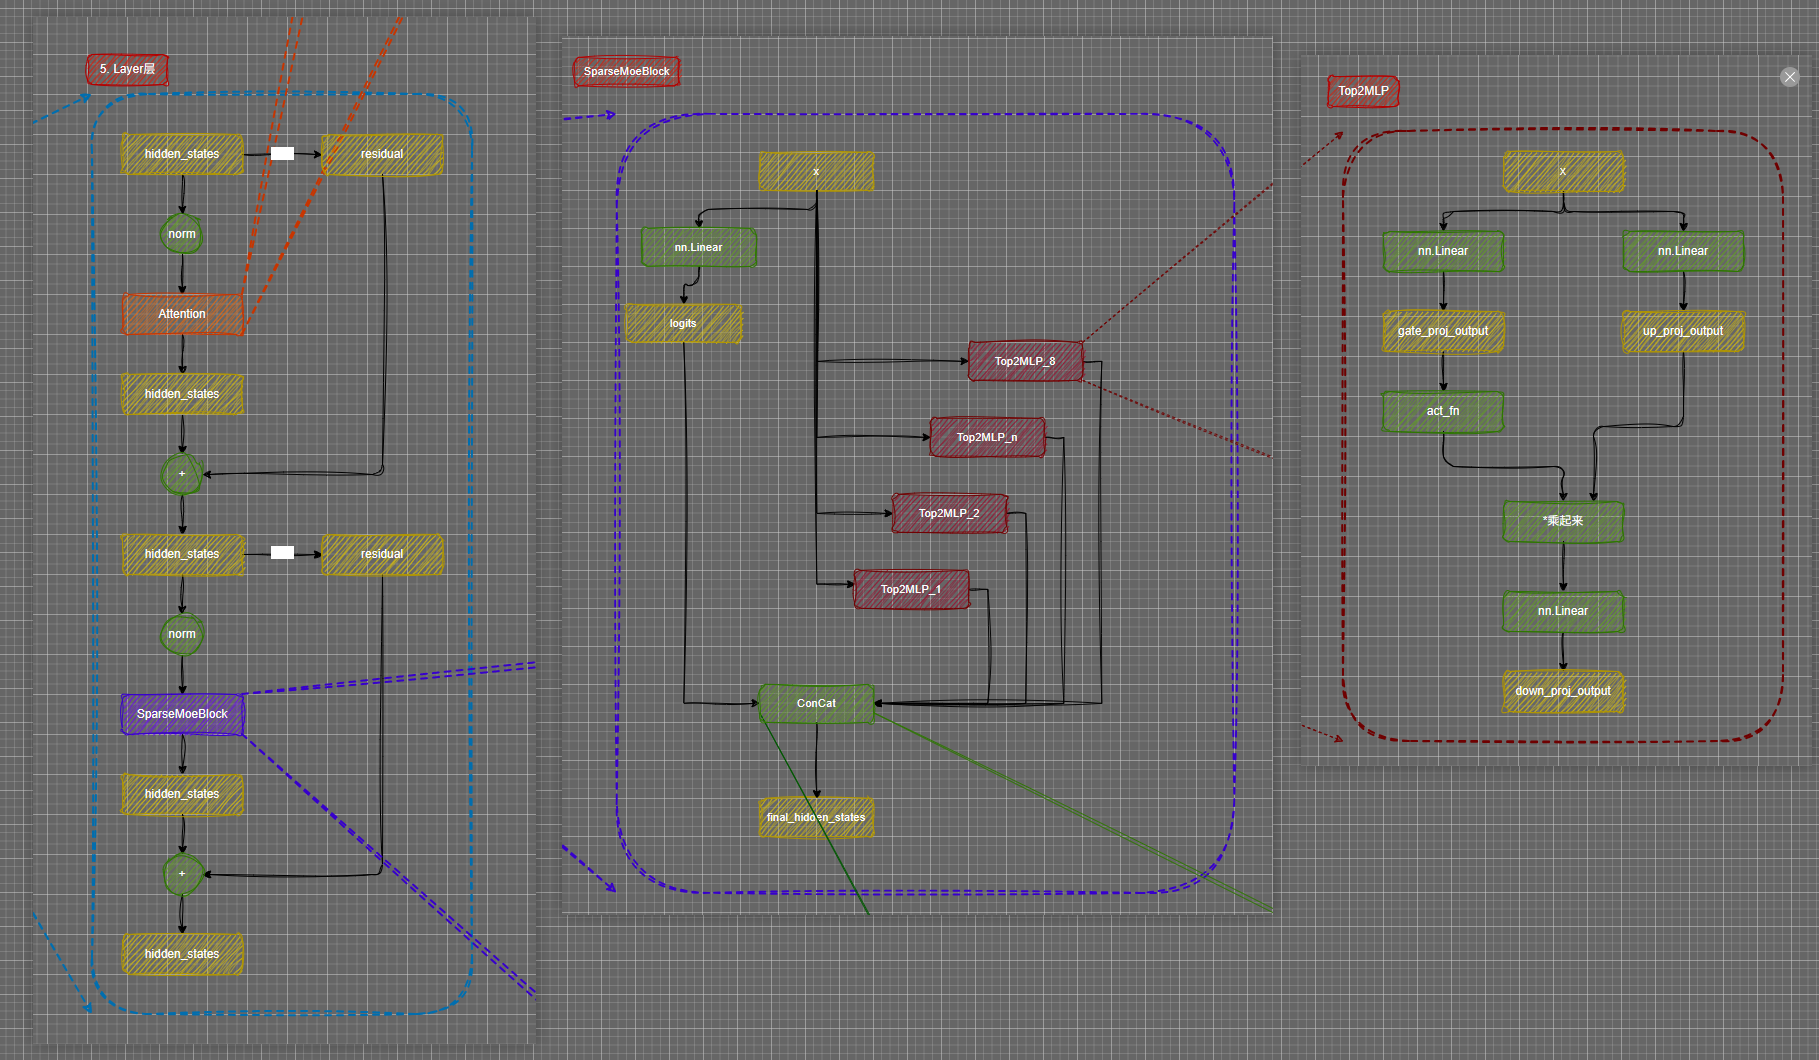 5. Layer层
hidden_states
residual
norm
Attention
hidden_states
+
hidden_states
residual
norm
SparseMoeBlock
hidden_states
+
hidden_states
SparseMoeBlock
x
nn.Linear
logits
Top2MLP_8
Top2MLP_n
Top2MLP_2
Top2MLP_1
ConCat
final_hidden_states
Top2MLP
x
nn.Linear
nn.Linear
gate_proj_output
up_proj_output
act_fn
*乘起来
nn.Linear
down_proj_output